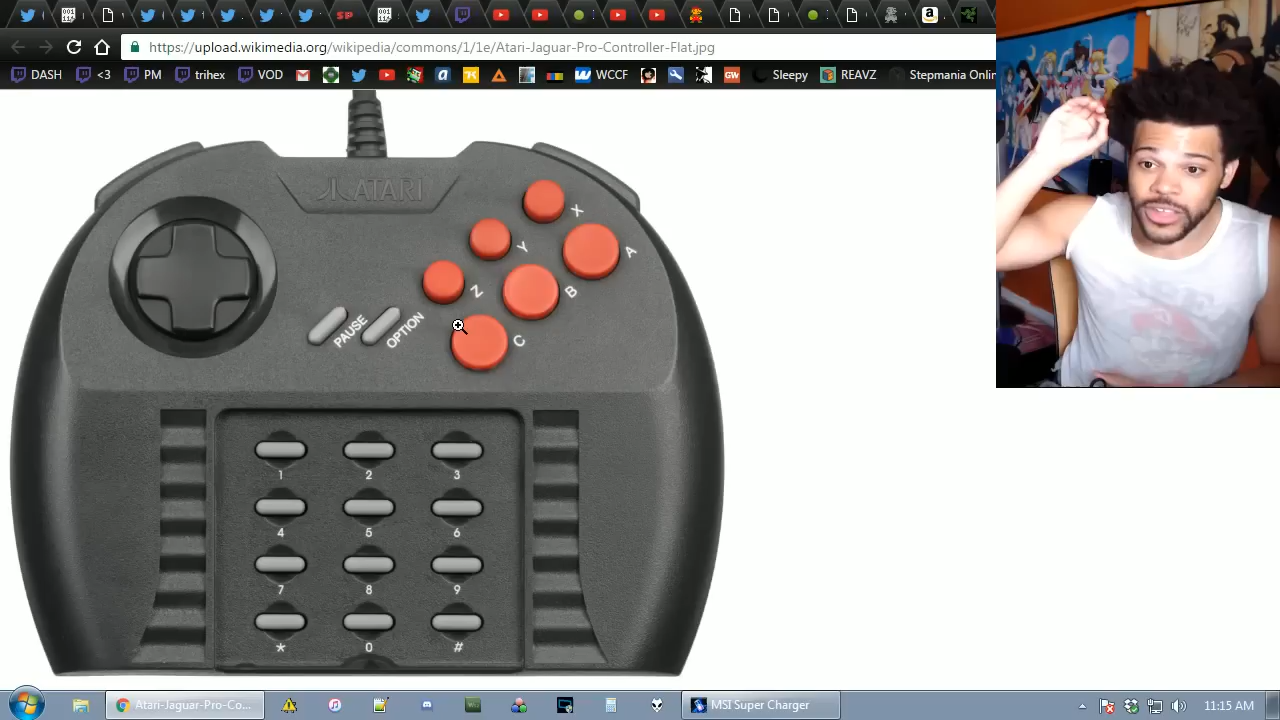 https://upload.wikimedia.org/wikipedia/commons/1/1e/Atari-Jaguar-Pro-Controller-Flat.jpg
DASH <3 PM trihex VOD WCCF GW Sleepy REAVZ Stepmania Onli
ATARI
X
Y A
Z B
PAUSE OPTION C
1 2 3
4 5 6
7 8 9
* 0 #
Atari-Jaguar-Pro-Co... MSI Super Charger 11:15 AM